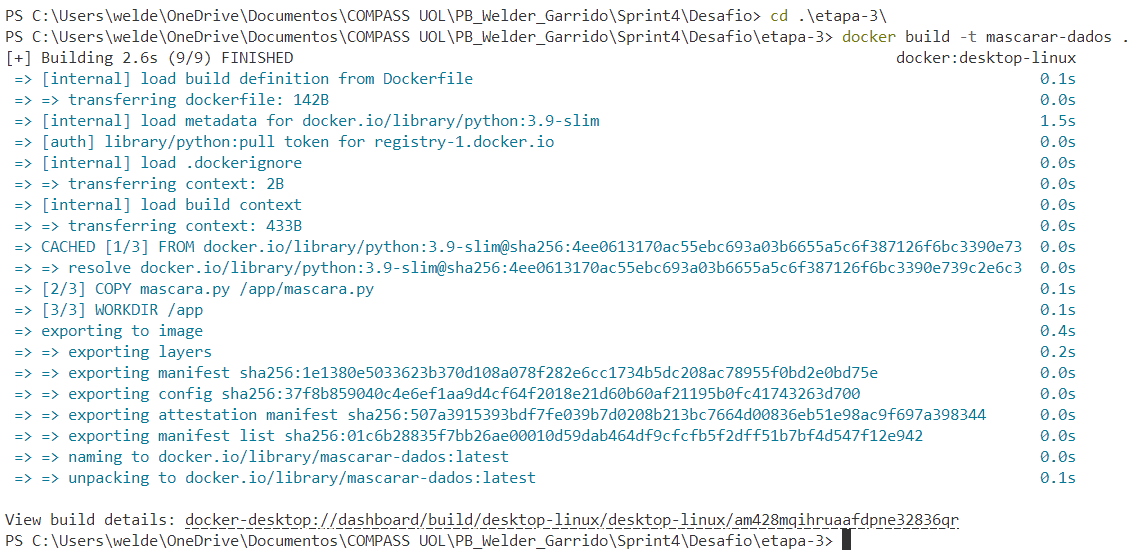 PS C:\Users\welde\OneDrive\Documentos\COMPASS UOL\PB_Welder_Garrido\Sprint4\Desafio> cd .\etapa-3\
PS C:\Users\welde\OneDrive\Documentos\COMPASS UOL\PB_Welder_Garrido\Sprint4\Desafio\etapa-3> docker build -t mascarar-dados .
[+] Building 2.6s (9/9) FINISHED docker:desktop-linux
=> [internal] load build definition from Dockerfile 0.1s
=> => transferring dockerfile: 142B 0.0s
=> [internal] load metadata for docker.io/library/python:3.9-slim 1.5s
=> [auth] library/python:pull token for registry-1.docker.io 0.0s
=> [internal] load .dockerignore 0.0s
=> => transferring context: 2B 0.0s
=> [internal] load build context 0.0s
=> => transferring context: 433B 0.0s
=> CACHED [1/3] FROM docker.io/library/python:3.9-slim@sha256:4ee0613170ac55ebc693a03b6655a5c6f387126f6bc3390e73 0.0s
=> => resolve docker.io/library/python:3.9-slim@sha256:4ee0613170ac55ebc693a03b6655a5c6f387126f6bc3390e739c2e6c3 0.0s
=> [2/3] COPY mascara.py /app/mascara.py 0.1s
=> [3/3] WORKDIR /app 0.1s
=> exporting to image 0.4s
=> => exporting layers 0.2s
=> => exporting manifest sha256:1e1380e5033623b370d108a078f282e6cc1734b5dc208ac78955f0bd2e0bd75e 0.0s
=> => exporting config sha256:37f8b859040c4e6ef1aa9d4cf64f2018e21d60b60af21195b0fc41743263d700 0.0s
=> => exporting attestation manifest sha256:507a3915393bdf7fe039b7d0208b213bc7664d00836eb51e98ac9f697a398344 0.0s
=> => exporting manifest list sha256:01c6b28835f7bb26ae00010d59dab464df9cfcfb5f2dff51b7bf4d547f12e942 0.0s
=> => naming to docker.io/library/mascarar-dados:latest 0.0s
=> => unpacking to docker.io/library/mascarar-dados:latest 0.1s
View build details: docker-desktop://dashboard/build/desktop-linux/desktop-linux/am428mqihruaafdpne32836qr
PS C:\Users\welde\OneDrive\Documentos\COMPASS UOL\PB_Welder_Garrido\Sprint4\Desafio\etapa-3>